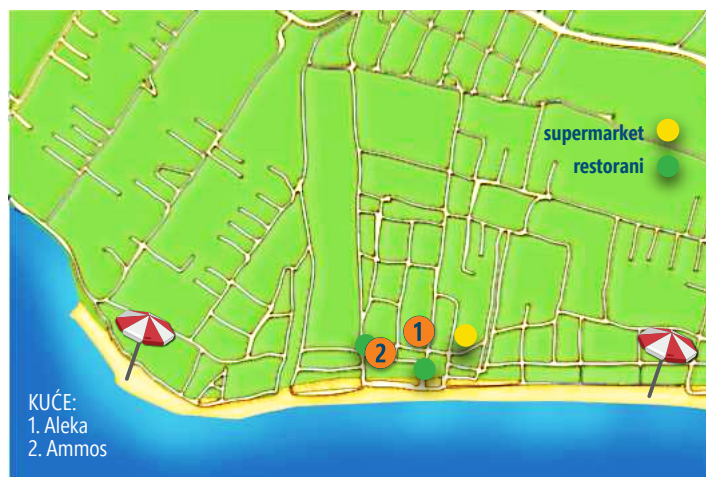 supermarket
restorani
1
2
KUĆE:
1. Aleka
2. Ammos